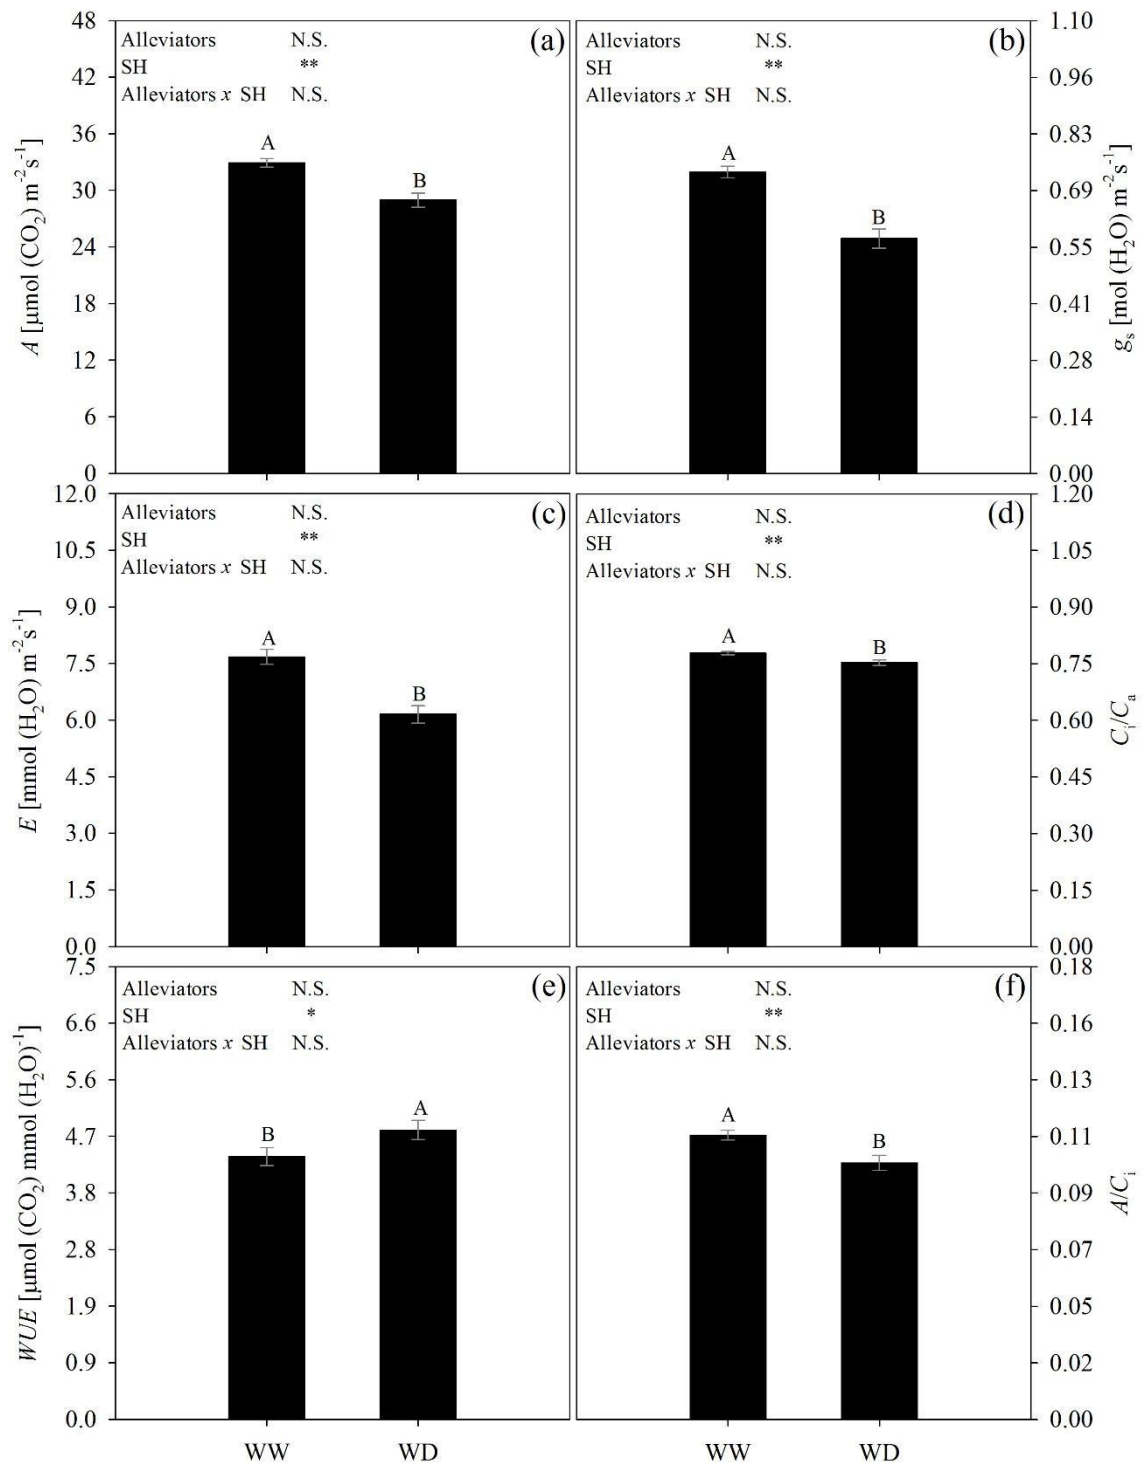 A [μmol (CO₂) m⁻²s⁻¹]
48
42
36
30
24
18
12
6
0
Alleviators N.S.
SH **
Alleviators x SH N.S.
(a)
A
B
Alleviators N.S.
SH **
Alleviators x SH N.S.
(b)
A
B
1.10
0.96
0.83
0.69
0.55
0.41
0.28
0.14
0.00
gₛ [mol (H₂O) m⁻²s⁻¹]
E [mmol (H₂O) m⁻²s⁻¹]
12.0
10.5
9.0
7.5
6.0
4.5
3.0
1.5
0.0
Alleviators N.S.
SH **
Alleviators x SH N.S.
(c)
A
B
Alleviators N.S.
SH **
Alleviators x SH N.S.
(d)
A
B
1.20
1.05
0.90
0.75
0.60
0.45
0.30
0.15
0.00
Cᵢ/Cₐ
WUE [μmol (CO₂) mmol (H₂O)⁻¹]
7.5
6.6
5.6
4.7
3.8
2.8
1.9
0.9
0.0
Alleviators N.S.
SH *
Alleviators x SH N.S.
(e)
B
A
WW WD
Alleviators N.S.
SH **
Alleviators x SH N.S.
(f)
A
B
WW WD
0.18
0.16
0.13
0.11
0.09
0.07
0.05
0.02
0.00
A/Cᵢ